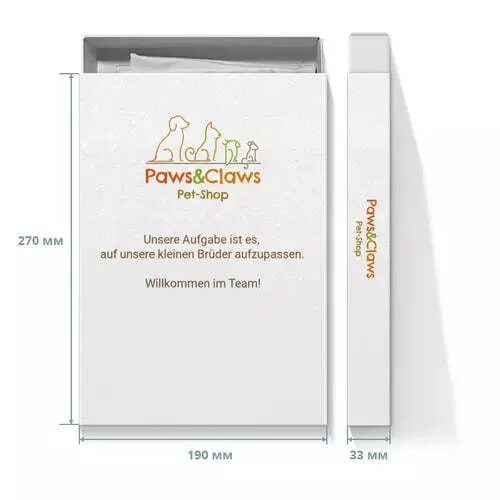 Paws&Claws
Pet-Shop
Unsere Aufgabe ist es,
auf unsere kleinen Brüder aufzupassen.
Willkommen im Team!
270 мм
190 мм
33 мм
Paws&Claws
Pet-Shop